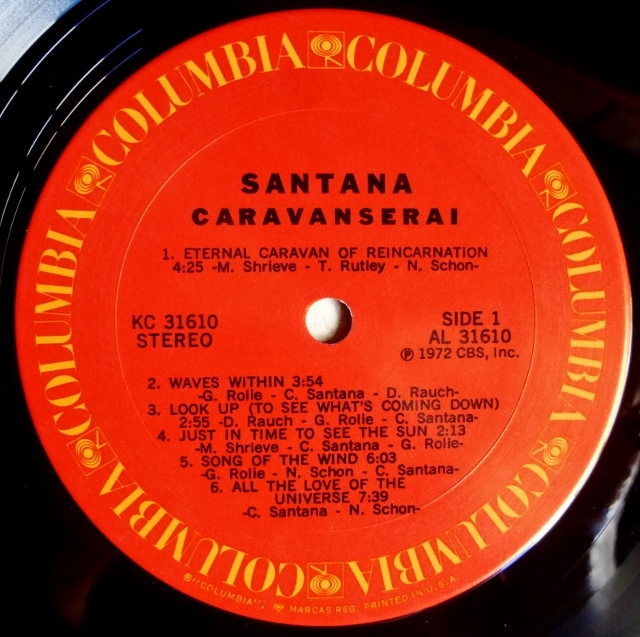 COLUMBIA COLUMBIA COLUMBIA COLUMBIA COLUMBIA COLUMBIA COLUMBIA COLUMBIA
SANTANA
CARAVANSERAI
1. ETERNAL CARAVAN OF REINCARNATION
4:25 -M. Shrieve - T. Rutley - N. Schon-
KC 31610
STEREO
SIDE 1
AL 31610
℗ 1972 CBS, Inc.
2. WAVES WITHIN 3:54
-G. Rolie - C. Santana - D. Rauch-
3. LOOK UP (TO SEE WHAT'S COMING DOWN)
2:55 -D. Rauch - G. Rolie - C. Santana-
4. JUST IN TIME TO SEE THE SUN 2:13
-M. Shrieve - C. Santana - G. Rolie-
5. SONG OF THE WIND 6:03
-G. Rolie - N. Schon - C. Santana-
6. ALL THE LOVE OF THE
UNIVERSE 7:39
-C. Santana - N. Schon-
®"COLUMBIA", MARCAS REG. PRINTED IN U.S.A.